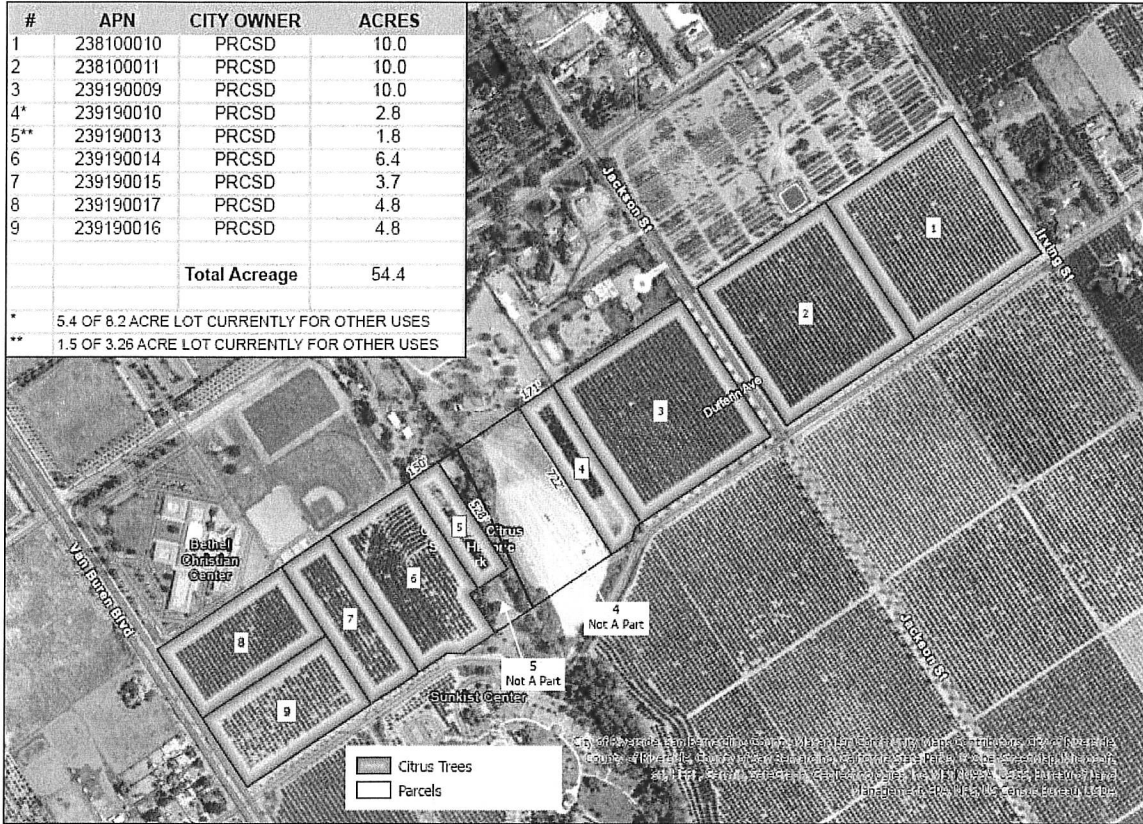 # APN CITY OWNER ACRES
1 238100010 PRCSD 10.0
2 238100011 PRCSD 10.0
3 239190009 PRCSD 10.0
4* 239190010 PRCSD 2.8
5** 239190013 PRCSD 1.8
6 239190014 PRCSD 6.4
7 239190015 PRCSD 3.7
8 239190017 PRCSD 4.8
9 239190016 PRCSD 4.8
Total Acreage 54.4
* 5.4 OF 8.2 ACRE LOT CURRENTLY FOR OTHER USES
** 1.5 OF 3.26 ACRE LOT CURRENTLY FOR OTHER USES
Jackson St
Irving St
1
2
3
Dufferin Ave
171'
4
722'
150'
528'
5
Citrus
6
Bethel
Christian
Center
Van Buren Blvd
7
8
9
4
Not A Part
5
Not A Part
Sunkist Center
Jackson St
Citrus Trees
Parcels